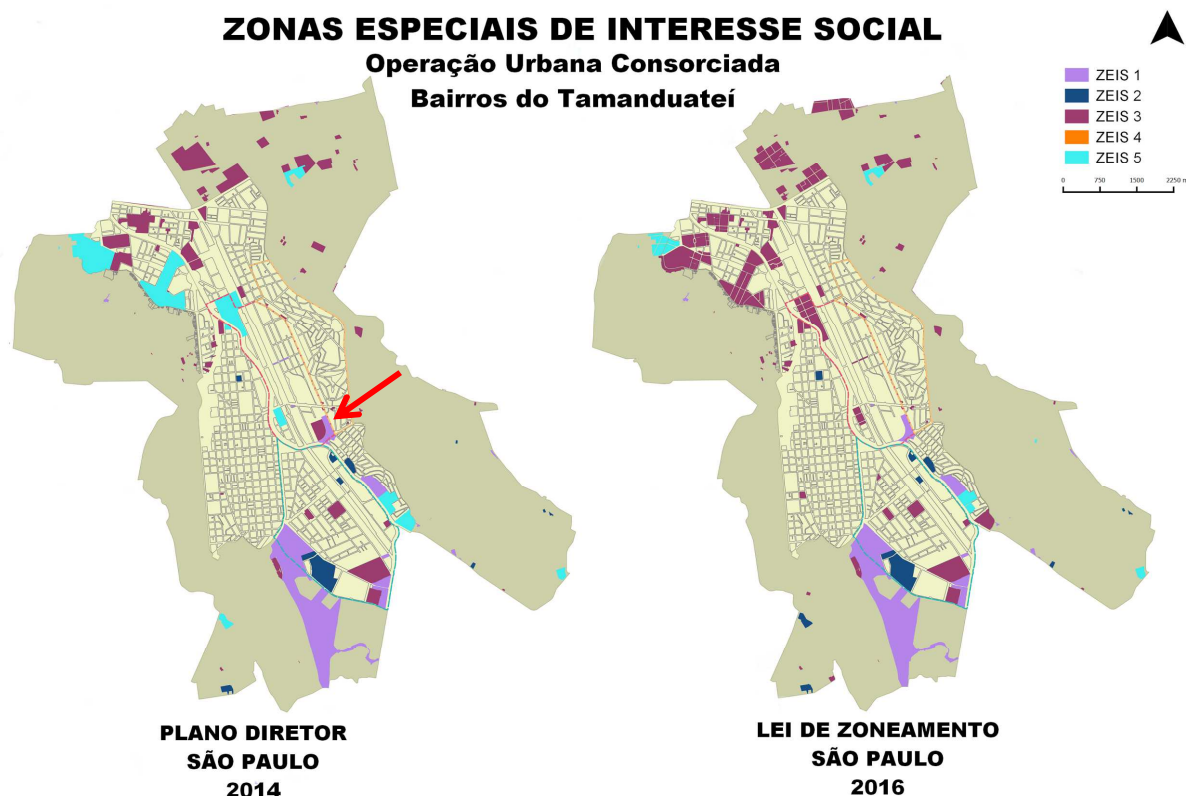 ZONAS ESPECIAIS DE INTERESSE SOCIAL
Operação Urbana Consorciada
Bairros do Tamanduateí
ZEIS 1
ZEIS 2
ZEIS 3
ZEIS 4
ZEIS 5
0 750 1500 2250 m
PLANO DIRETOR
SÃO PAULO
2014
LEI DE ZONEAMENTO
SÃO PAULO
2016